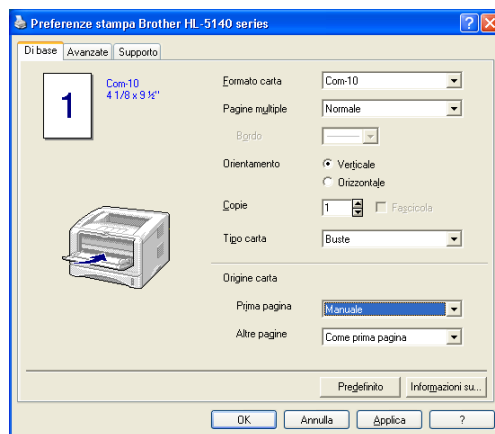 Preferenze stampa Brother HL-5140 series
Di base Avanzate Supporto
1
Com-10
4 1/8 x 9 ½"
Formato carta Com-10
Pagine multiple Normale
Bordo
Orientamento Verticale
Orizzontale
Copie 1 Fascicola
Tipo carta Buste
Origine carta
Prima pagina Manuale
Altre pagine Come prima pagina
Predefinito Informazioni su...
OK Annulla Applica ?